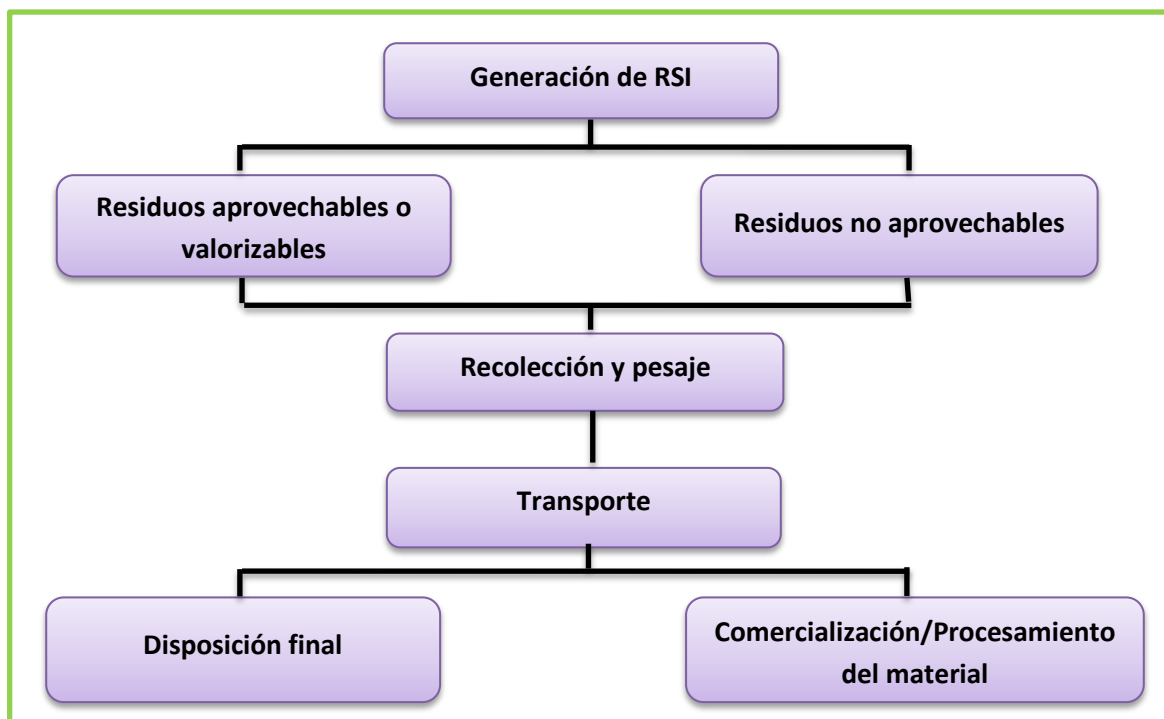 Generación de RSI
Residuos aprovechables o
valorizables
Residuos no aprovechables
Recolección y pesaje
Transporte
Disposición final
Comercialización/Procesamiento
del material